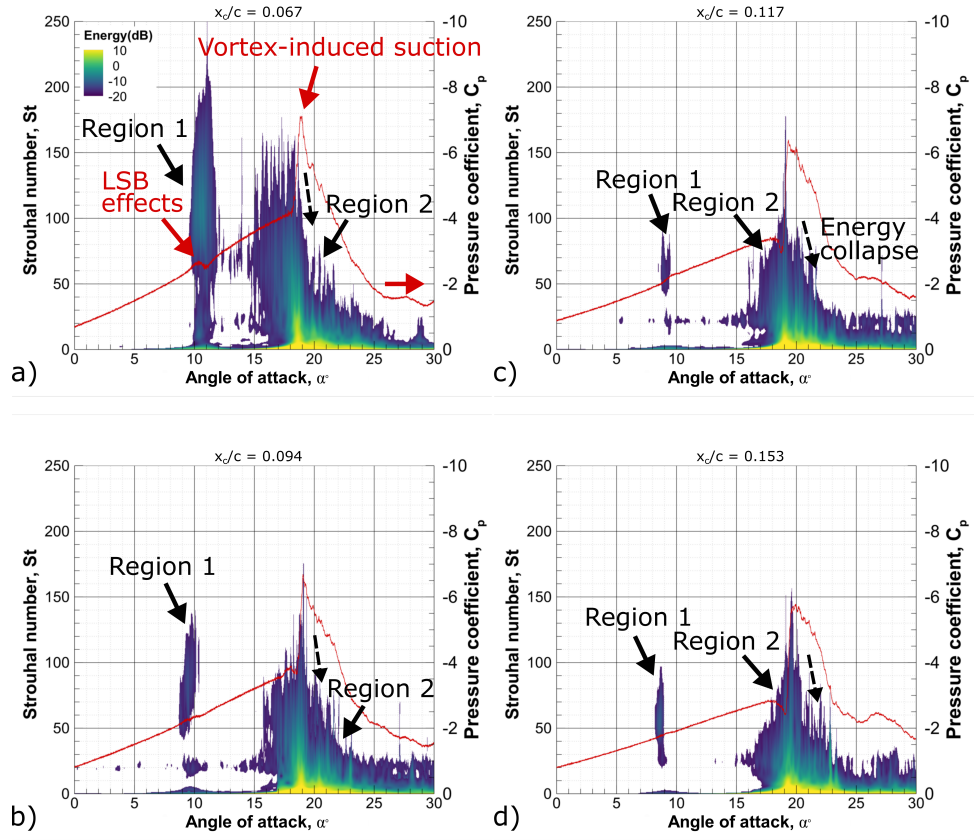 x_c/c = 0.067
Energy(dB)
10
0
-10
-20
Vortex-induced suction
Region 1
LSB
effects
Region 2
250
200
150
100
50
0
Strouhal number, St
-10
-8
-6
-4
-2
0
Pressure coefficient, C_p
0
5
10
15
20
25
30
Angle of attack, α°
a)
x_c/c = 0.117
Region 1
Region 2
Energy
collapse
250
200
150
100
50
0
Strouhal number, St
-10
-8
-6
-4
-2
0
Pressure coefficient, C_p
0
5
10
15
20
25
30
Angle of attack, α°
c)
x_c/c = 0.094
Region 1
Region 2
250
200
150
100
50
0
Strouhal number, St
-10
-8
-6
-4
-2
0
Pressure coefficient, C_p
0
5
10
15
20
25
30
Angle of attack, α°
b)
x_c/c = 0.153
Region 1
Region 2
250
200
150
100
50
0
Strouhal number, St
-10
-8
-6
-4
-2
0
Pressure coefficient, C_p
0
5
10
15
20
25
30
Angle of attack, α°
d)